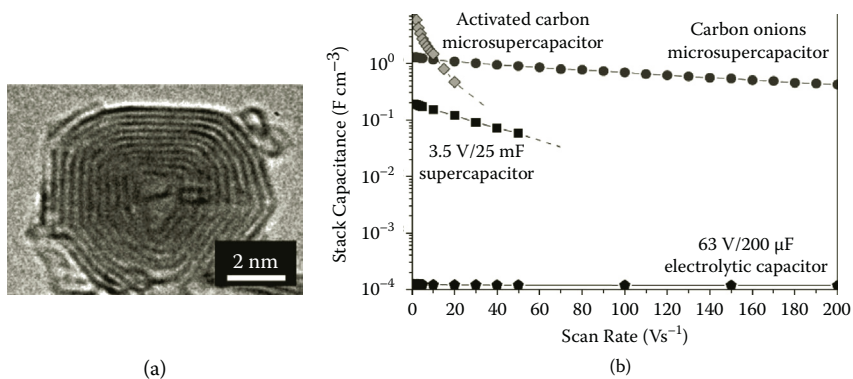 2 nm
(a)
(b)
Stack Capacitance (F cm⁻³)
10⁰
10⁻¹
10⁻²
10⁻³
10⁻⁴
Activated carbon
microsupercapacitor
Carbon onions
microsupercapacitor
3.5 V/25 mF
supercapacitor
63 V/200 µF
electrolytic capacitor
0 20 40 60 80 100 120 140 160 180 200
Scan Rate (Vs⁻¹)
(b)